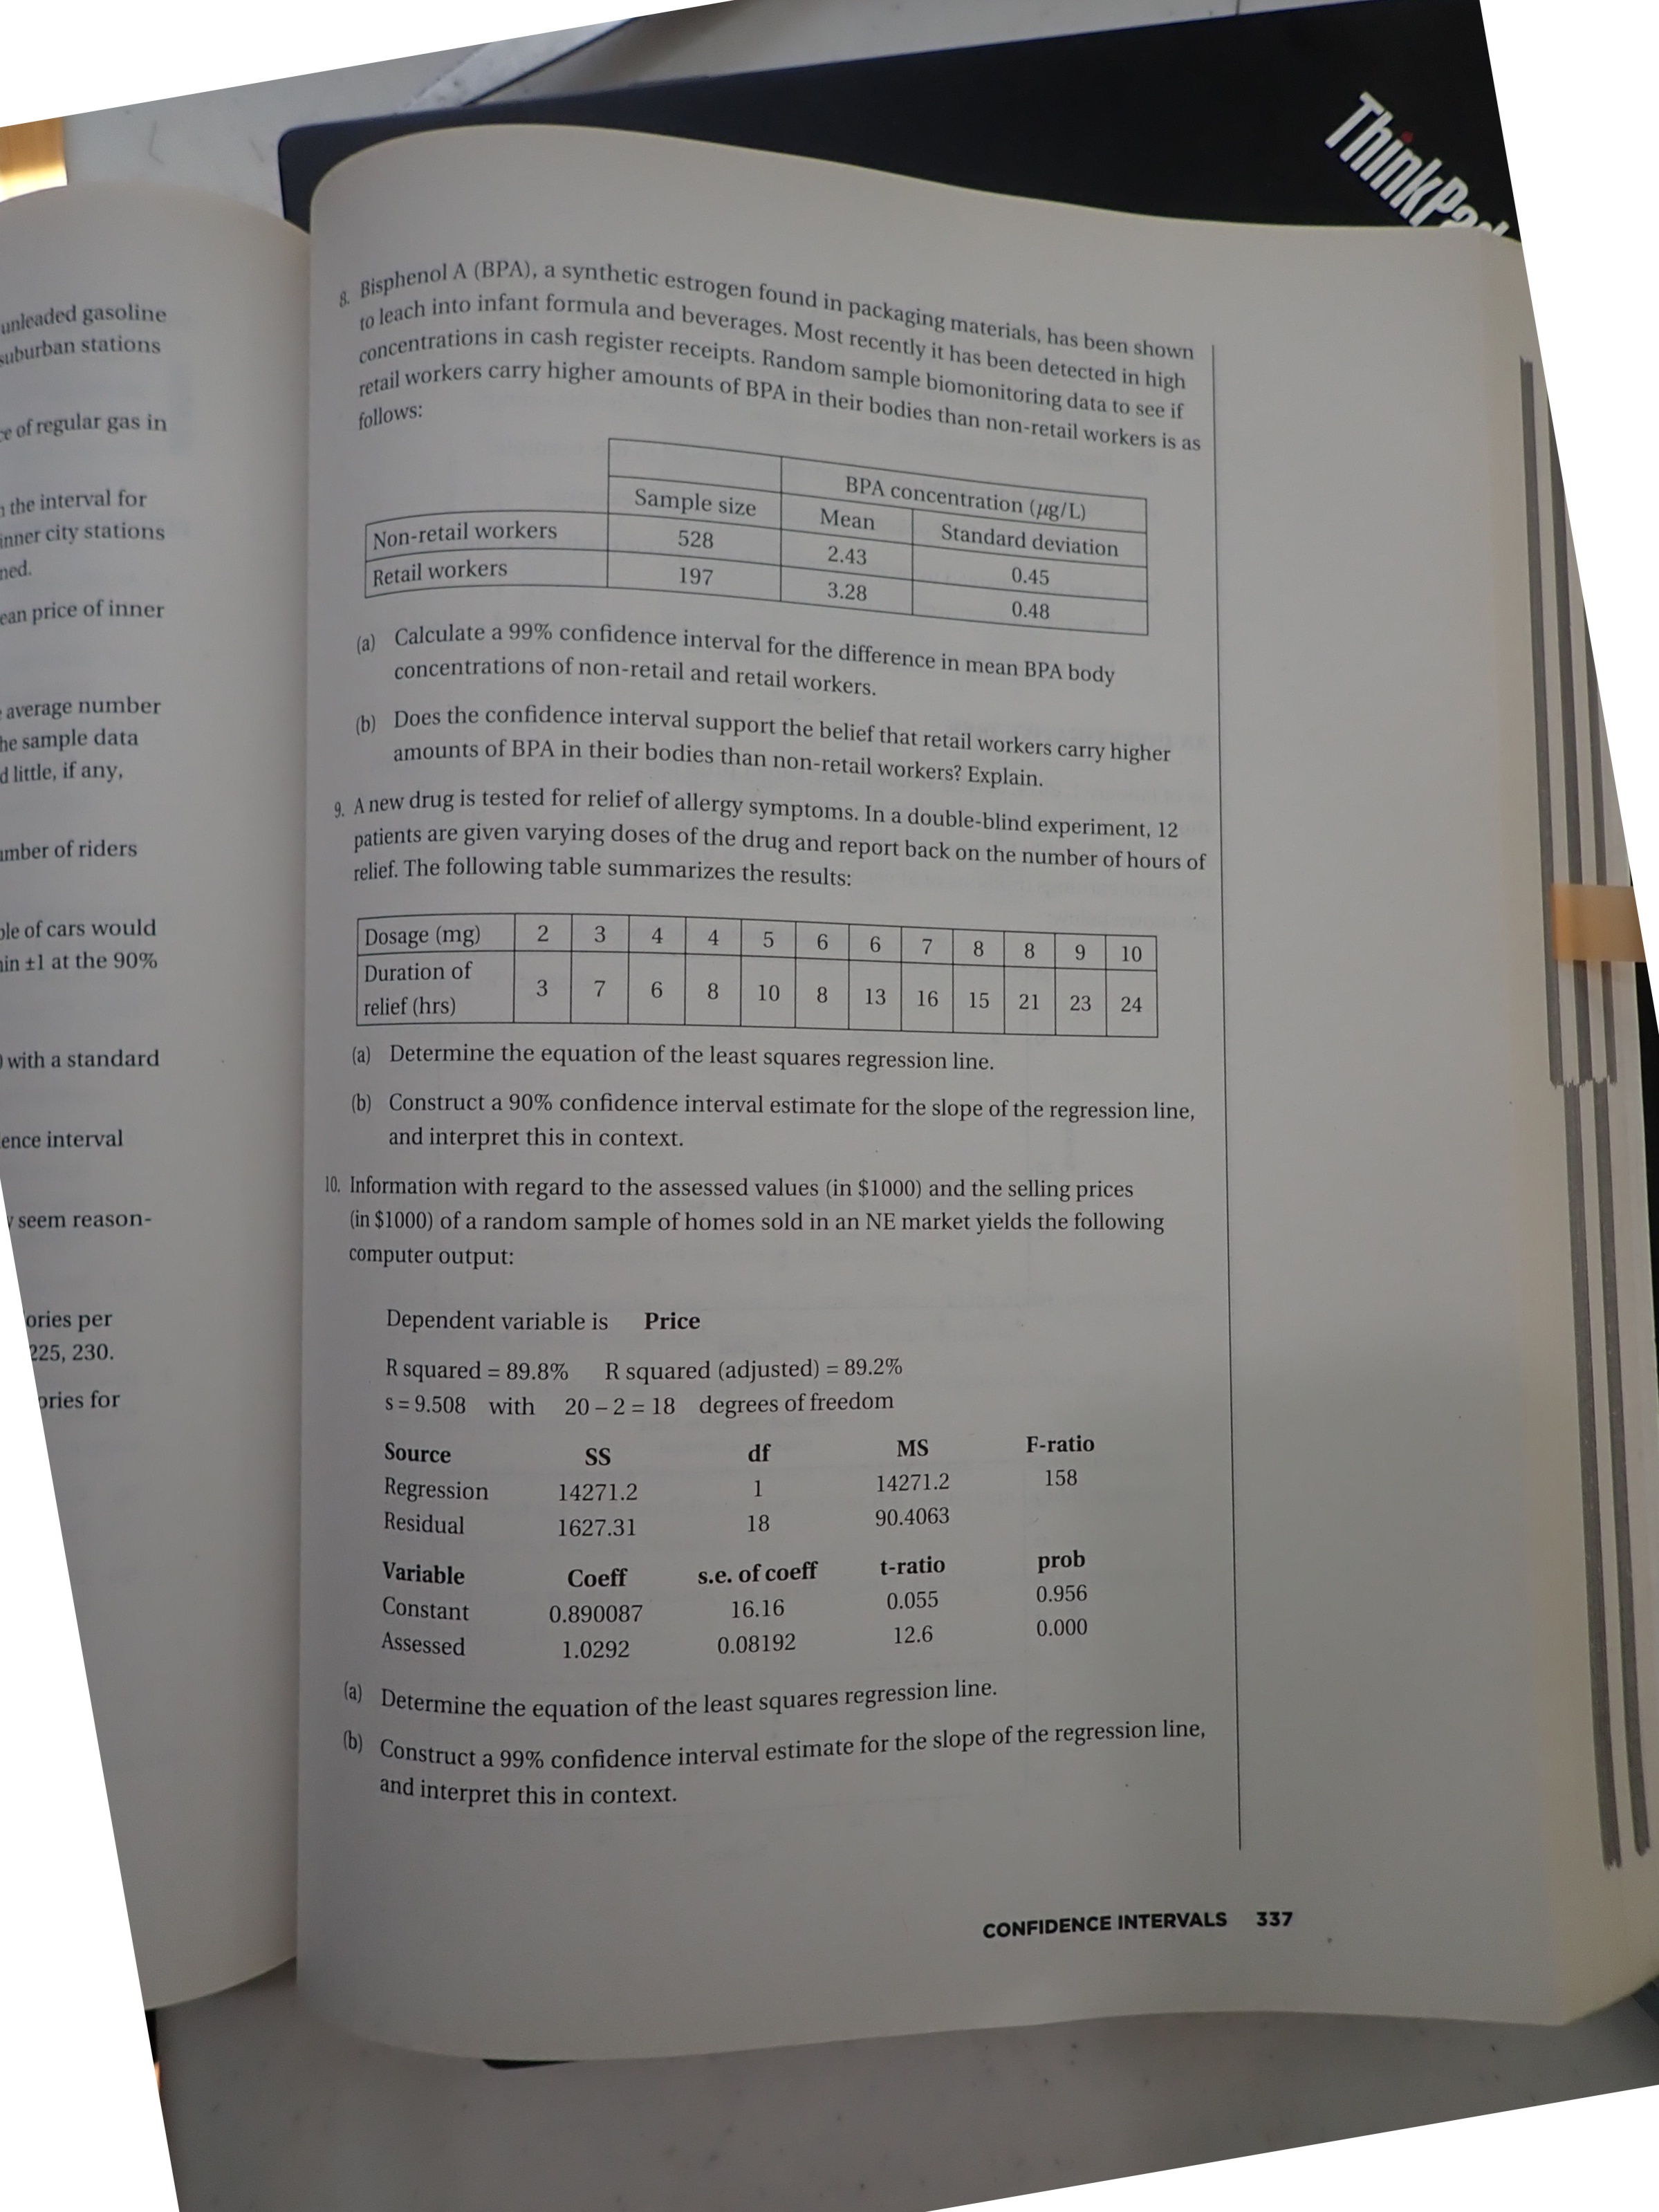 ThinkPad
unleaded gasoline
suburban stations
of regular gas in
the interval for
inner city stations
ean price of inner
average number
he sample data
d little, if any,
umber of riders
ple of cars would
in ±1 at the 90%
with a standard
ence interval
seem reason-
ories per
225, 230.
ories for
8. Bisphenol A (BPA), a synthetic estrogen found in packaging materials, has been shown
to leach into infant formula and beverages. Most recently it has been detected in high
concentrations in cash register receipts. Random sample biomonitoring data to see if
retail workers carry higher amounts of BPA in their bodies than non-retail workers is as
follows:
BPA concentration (μg/L)
Sample size Mean Standard deviation
Non-retail workers 528 2.43 0.45
Retail workers 197 3.28 0.48
(a) Calculate a 99% confidence interval for the difference in mean BPA body
concentrations of non-retail and retail workers.
(b) Does the confidence interval support the belief that retail workers carry higher
amounts of BPA in their bodies than non-retail workers? Explain.
9. A new drug is tested for relief of allergy symptoms. In a double-blind experiment, 12
patients are given varying doses of the drug and report back on the number of hours of
relief. The following table summarizes the results:
Dosage (mg) 2 3 4 4 5 6 6 7 8 8 9 10
Duration of
relief (hrs) 3 7 6 8 10 8 13 16 15 21 23 24
(a) Determine the equation of the least squares regression line.
(b) Construct a 90% confidence interval estimate for the slope of the regression line,
and interpret this in context.
10. Information with regard to the assessed values (in $1000) and the selling prices
(in $1000) of a random sample of homes sold in an NE market yields the following
computer output:
Dependent variable is Price
R squared = 89.8% R squared (adjusted) = 89.2%
s = 9.508 with 20 – 2 = 18 degrees of freedom
Source SS df MS F-ratio
Regression 14271.2 1 14271.2 158
Residual 1627.31 18 90.4063
Variable Coeff s.e. of coeff t-ratio prob
Constant 0.890087 16.16 0.055 0.956
Assessed 1.0292 0.08192 12.6 0.000
(a) Determine the equation of the least squares regression line.
(b) Construct a 99% confidence interval estimate for the slope of the regression line,
and interpret this in context.
CONFIDENCE INTERVALS 337